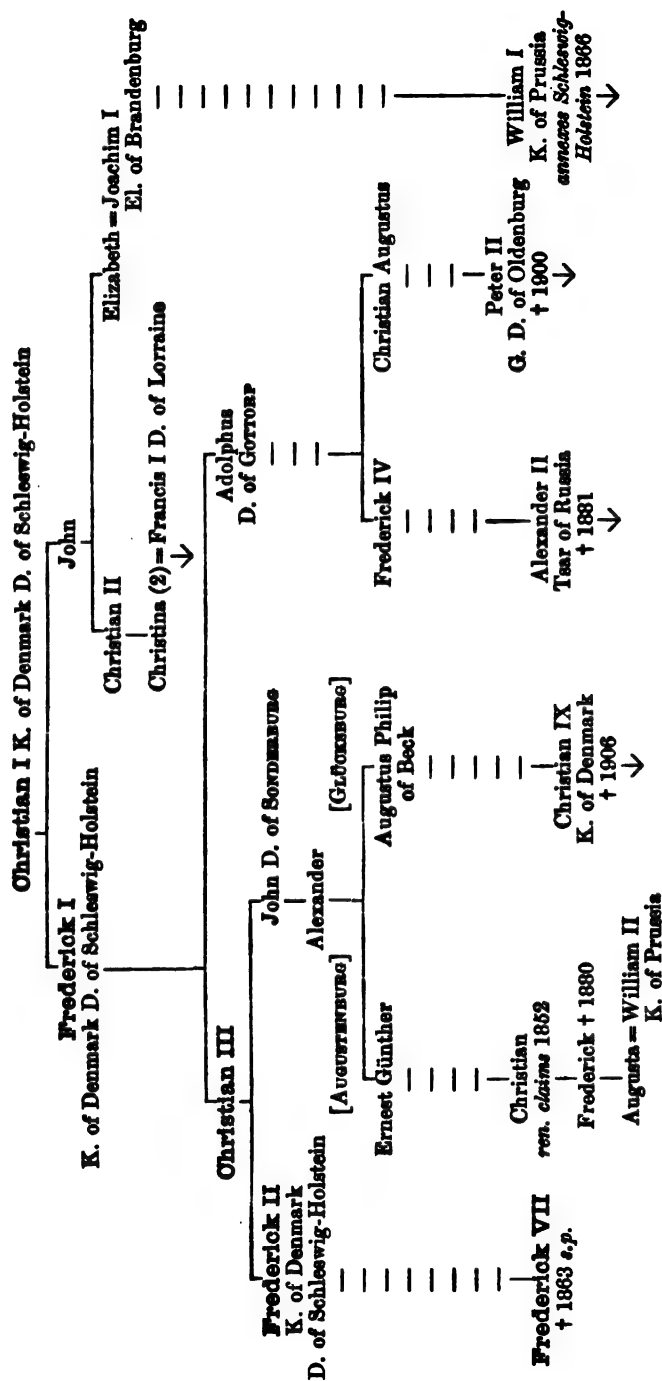 Christian I K. of Denmark D. of Schleswig-Holstein
Frederick I
K. of Denmark D. of Schleswig-Holstein
John
Christian II
Elizabeth = Joachim I
El. of Brandenburg
Christina (2) = Francis I D. of Lorraine
Christian III
Adolphus
D. of GOTTORP
Frederick II
K. of Denmark
D. of Schleswig-Holstein
John D. of SONDERBURG
Alexander
[AUGUSTENBURG]
[GLÜCKSBURG]
Ernest Günther
Augustus Philip
of Beck
Frederick IV
Christian Augustus
Frederick VII
† 1863 s.p.
Christian
ren. claims 1852
Frederick † 1880
Augusta = William II
K. of Prussia
Christian IX
K. of Denmark
† 1906
Alexander II
Tsar of Russia
† 1881
Peter II
G. D. of Oldenburg
† 1900
William I
K. of Prussia
annexes Schleswig-
Holstein 1866